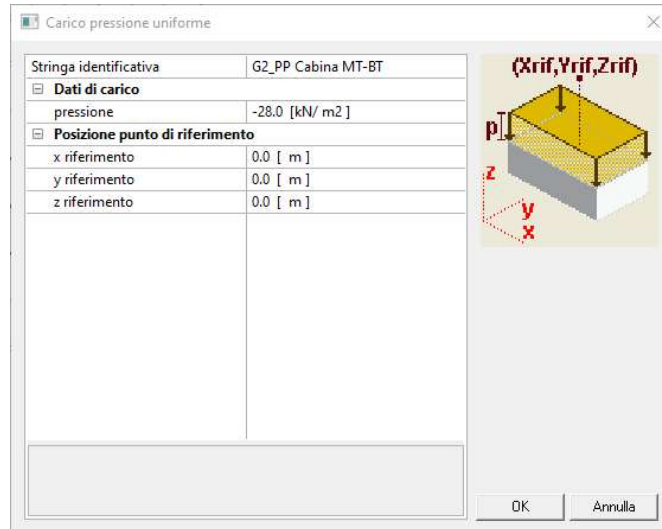 Carico pressione uniforme
Stringa identificativa G2_PP Cabina MT-BT
Dati di carico
pressione -28.0 [kN/ m2 ]
Posizione punto di riferimento
x riferimento 0.0 [ m ]
y riferimento 0.0 [ m ]
z riferimento 0.0 [ m ]
(Xrif,Yrif,Zrif)
p
z
y
x
OK Annulla